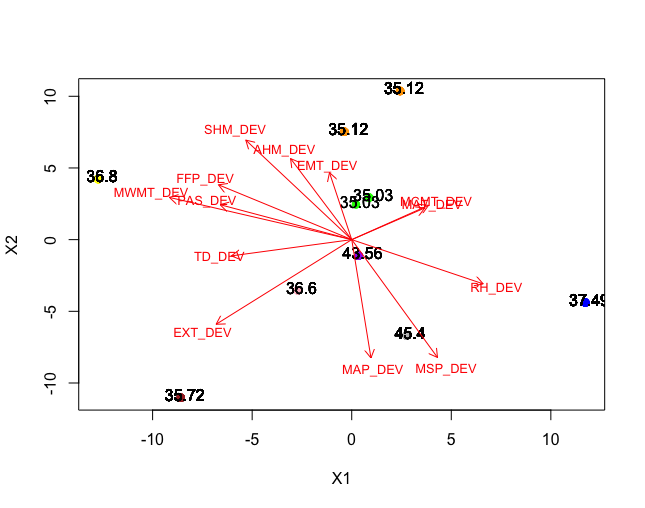 35.12
10
SHM_DEV
35.12
AHM_DEV
EMT_DEV
5
36.8
FFP_DEV
MWMT_DEV
PAS_DEV
35.03
35.03
MCMT_DEV
MAT_DEV
X2
0
TD_DEV
43.56
36.6
RH_DEV
37.49
-5
EXT_DEV
45.4
MAP_DEV
MSP_DEV
-10
35.72
-10
-5
0
5
10
X1